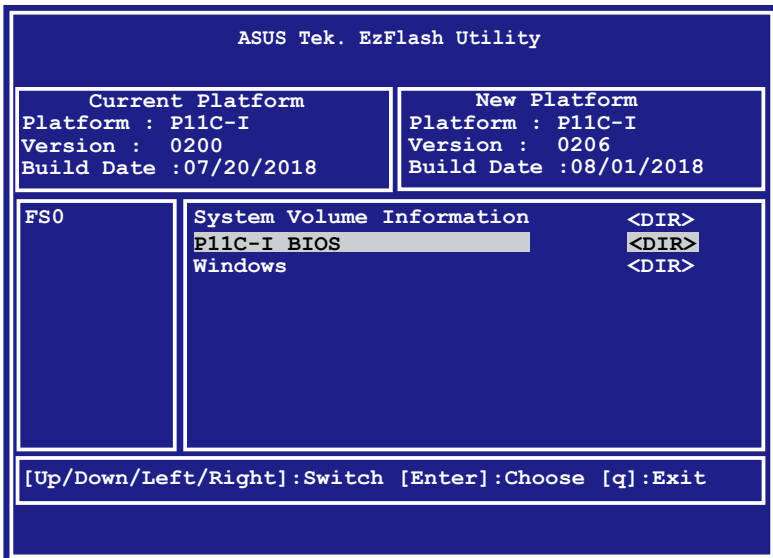 ASUS Tek. EzFlash Utility
Current Platform
Platform : P11C-I
Version : 0200
Build Date :07/20/2018
New Platform
Platform : P11C-I
Version : 0206
Build Date :08/01/2018
FS0
System Volume Information <DIR>
P11C-I BIOS <DIR>
Windows <DIR>
[Up/Down/Left/Right]:Switch [Enter]:Choose [q]:Exit